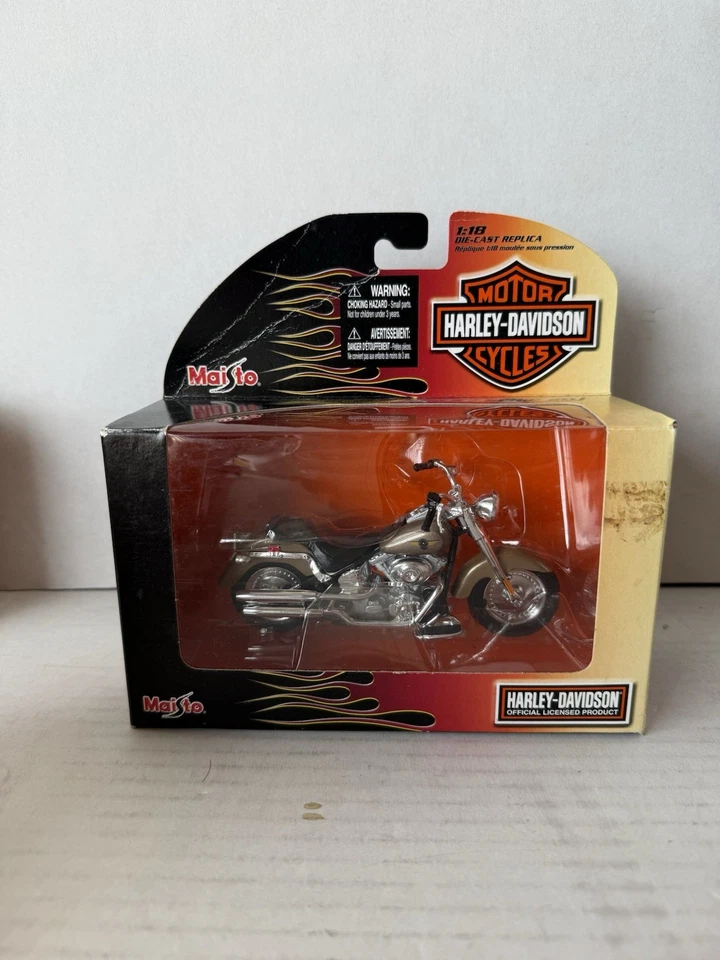 1:18
DIE-CAST REPLICA
Réplique 1:18 moulée sous pression
WARNING:
CHOKING HAZARD - Small parts.
Not for children under 3 years.
AVERTISSEMENT:
DANGER D'ÉTOUFFEMENT - Petites pièces.
Ne convient pas aux enfants de moins de 3 ans.
MOTOR
HARLEY-DAVIDSON
CYCLES
Maisto
Maisto
HARLEY-DAVIDSON
OFFICIAL LICENSED PRODUCT